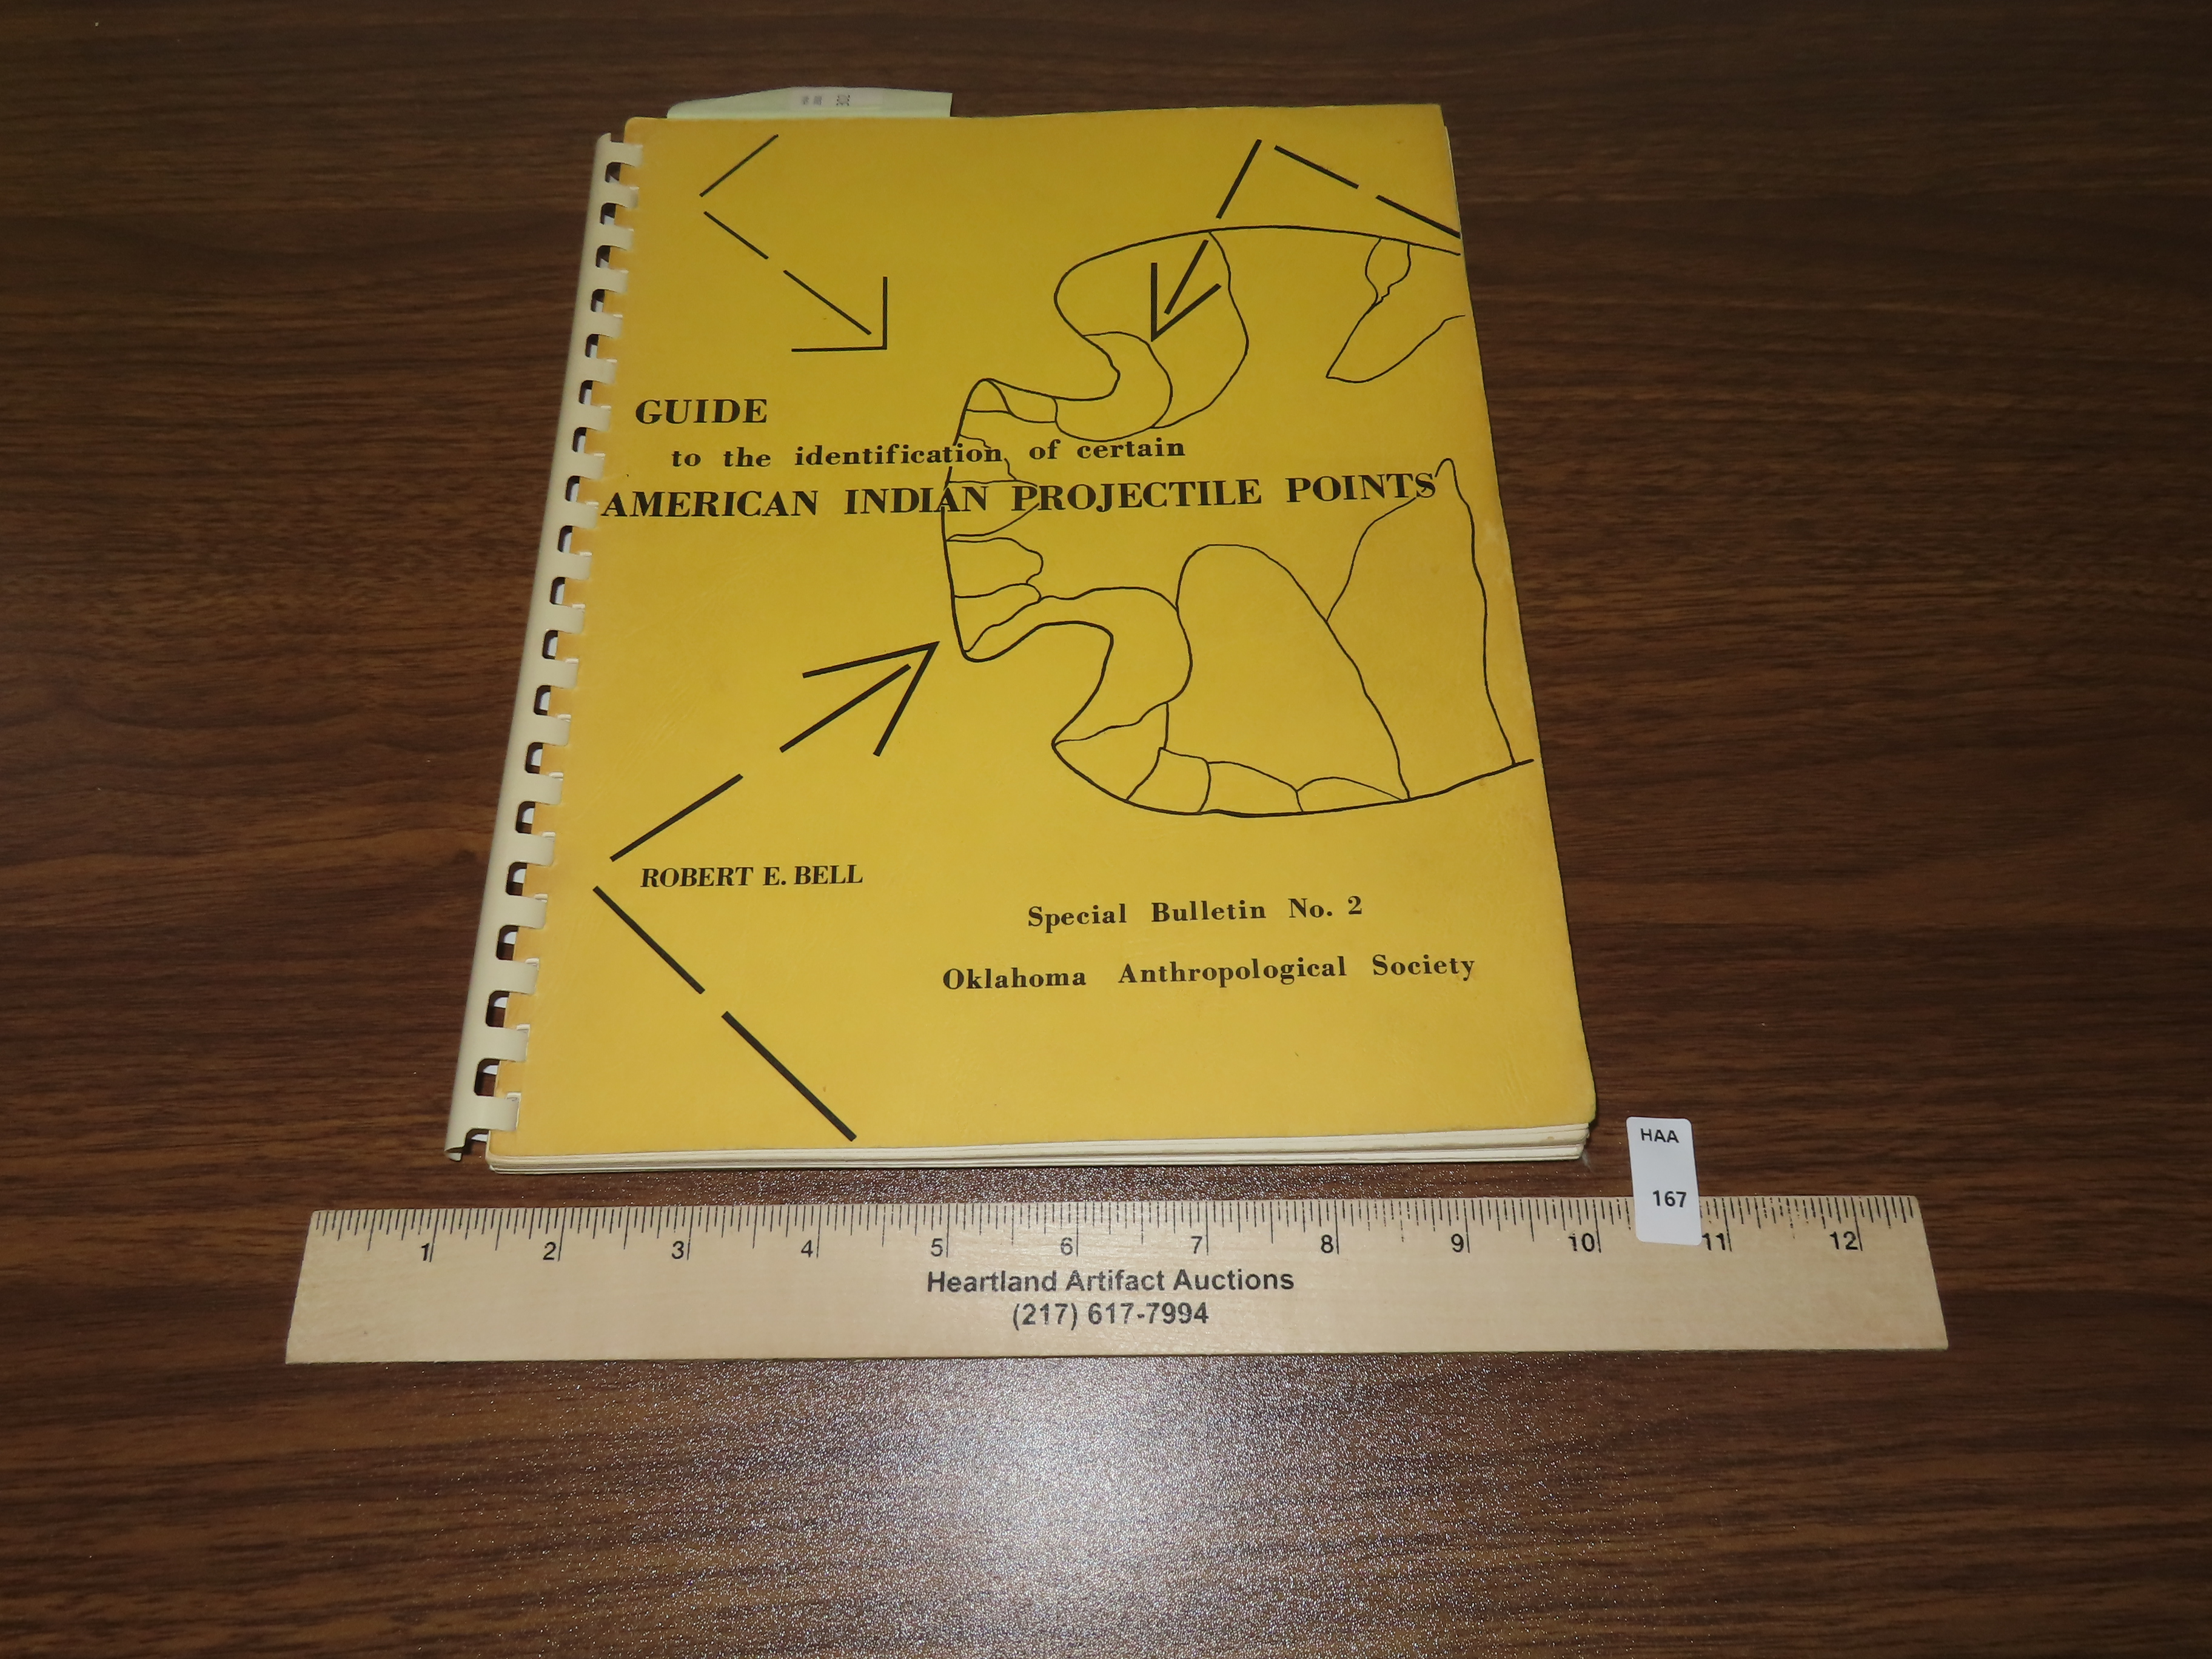 GUIDE
to the identification of certain
AMERICAN INDIAN PROJECTILE POINTS
ROBERT E. BELL
Special Bulletin No. 2
Oklahoma Anthropological Society
HAA
167
1 2 3 4 5 6 7 8 9 10 11 12
Heartland Artifact Auctions
(217) 617-7994